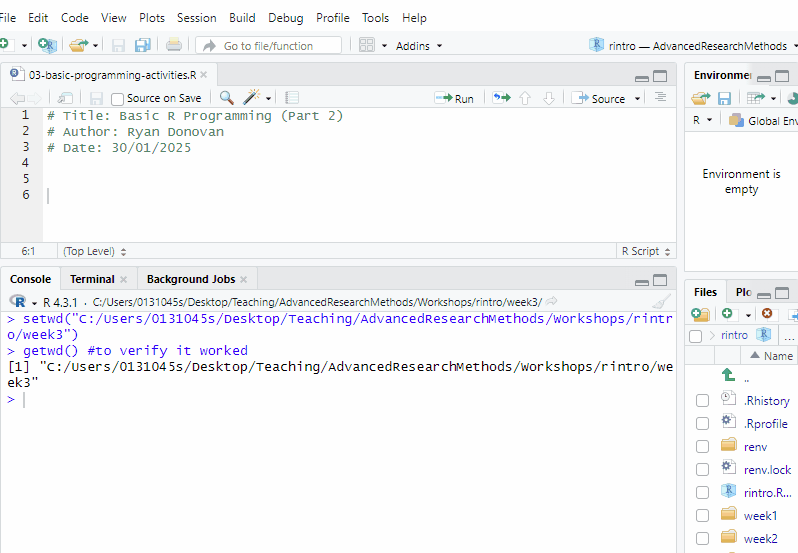 File Edit Code View Plots Session Build Debug Profile Tools Help
Go to file/function Addins rintro — AdvancedResearchMethods
03-basic-programming-activities.R
Source on Save Run Source
1 # Title: Basic R Programming (Part 2)
2 # Author: Ryan Donovan
3 # Date: 30/01/2025
4
5
6
6:1 (Top Level) R Script
Console Terminal Background Jobs
R 4.3.1 · C:/Users/0131045s/Desktop/Teaching/AdvancedResearchMethods/Workshops/rintro/week3/
> setwd("C:/Users/0131045s/Desktop/Teaching/AdvancedResearchMethods/Workshops/rintr
o/week3")
> getwd() #to verify it worked
[1] "C:/Users/0131045s/Desktop/Teaching/AdvancedResearchMethods/Workshops/rintro/we
ek3"
>
Environme
R Global Env
Environment is
empty
Files Plo
rintro ...
Name
..
.Rhistory
.Rprofile
renv
renv.lock
rintro.R...
week1
week2